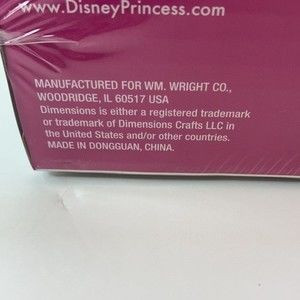 www.DisneyPrincess.com
MANUFACTURED FOR WM. WRIGHT CO.,
WOODRIDGE, IL 60517 USA
Dimensions is either a registered trademark
or trademark of Dimensions Crafts LLC in
the United States and/or other countries.
MADE IN DONGGUAN, CHINA.